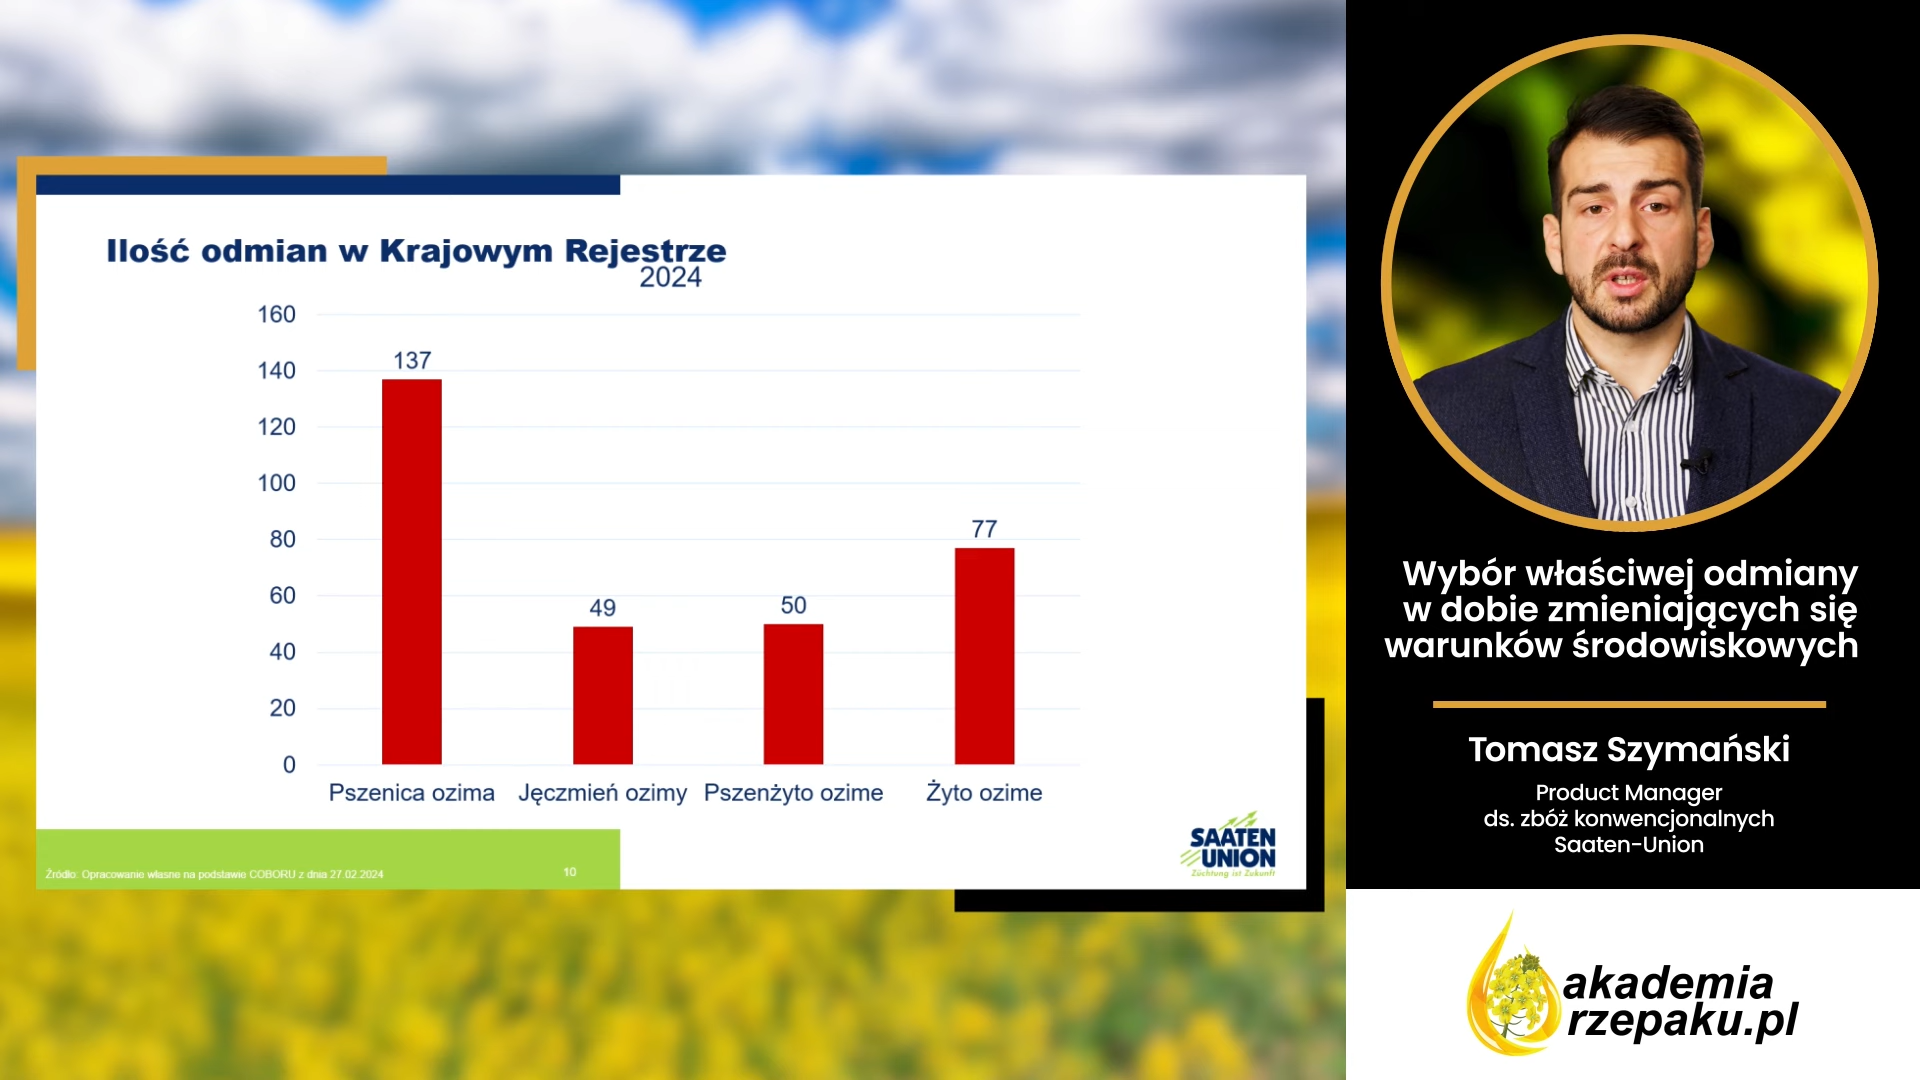 Ilość odmian w Krajowym Rejestrze
2024
160
140
120
100
80
60
40
20
0
137
49
50
77
Pszenica ozima
Jęczmień ozimy
Pszenżyto ozime
Żyto ozime
Źródło: Opracowanie własne na podstawie COBORU z dnia 27.02.2024
10
SAATEN
UNION
Züchtung ist Zukunft
Wybór właściwej odmiany
w dobie zmieniających się
warunków środowiskowych
Tomasz Szymański
Product Manager
ds. zbóż konwencjonalnych
Saaten-Union
akademia
rzepaku.pl